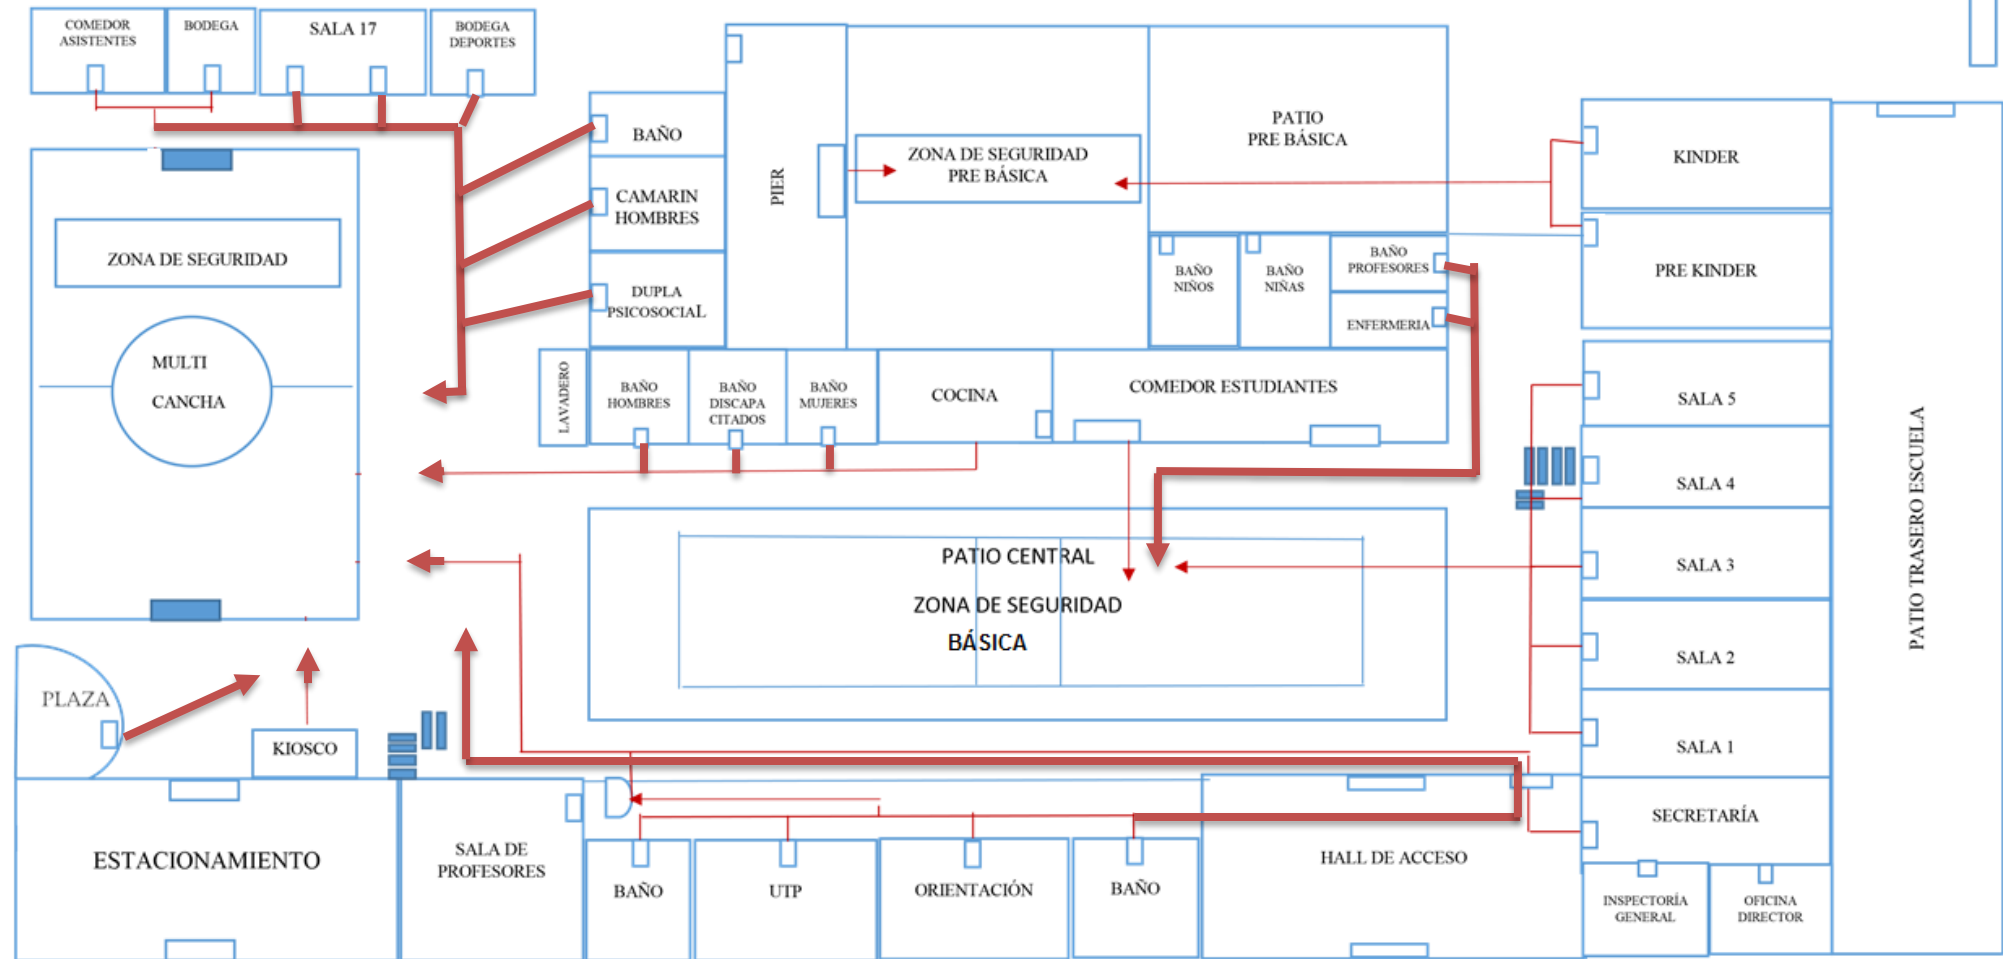 COMEDOR
ASISTENTES
BODEGA
SALA 17
BODEGA
DEPORTES
ZONA DE SEGURIDAD
MULTI
CANCHA
PLAZA
KIOSCO
ESTACIONAMIENTO
BAÑO
CAMARIN
HOMBRES
DUPLA
PSICOSOCIAL
PIER
ZONA DE SEGURIDAD
PRE BÁSICA
PATIO
PRE BÁSICA
BAÑO
NIÑOS
BAÑO
NIÑAS
BAÑO
PROFESORES
ENFERMERIA
LAVADERO
BAÑO
HOMBRES
BAÑO
DISCAPA
CITADOS
BAÑO
MUJERES
COCINA
COMEDOR ESTUDIANTES
PATIO CENTRAL
ZONA DE SEGURIDAD
BÁSICA
KINDER
PRE KINDER
SALA 5
SALA 4
SALA 3
SALA 2
SALA 1
SECRETARÍA
INSPECTORÍA
GENERAL
OFICINA
DIRECTOR
PATIO TRASERO ESCUELA
SALA DE
PROFESORES
BAÑO
UTP
ORIENTACIÓN
BAÑO
HALL DE ACCESO